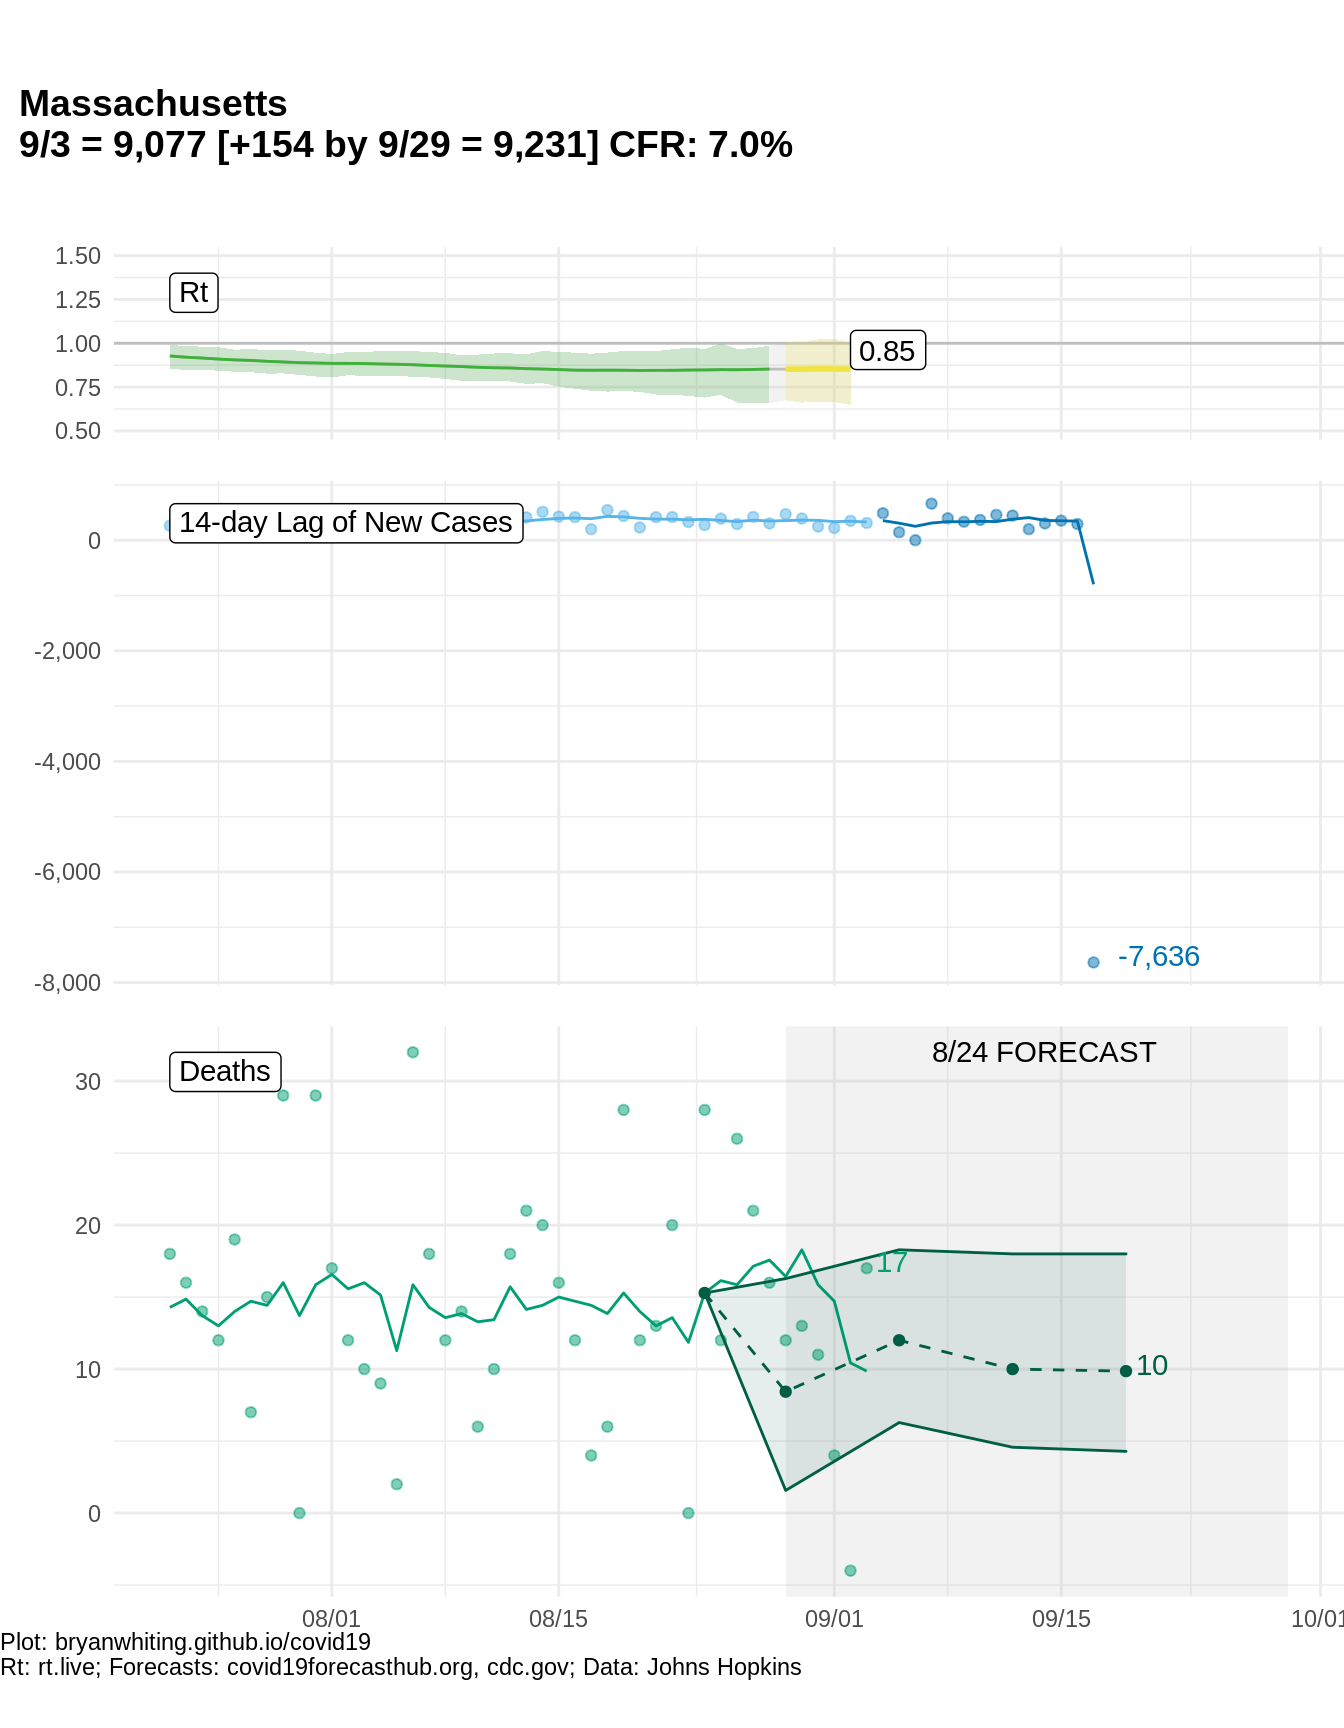 Massachusetts
9/3 = 9,077 [+154 by 9/29 = 9,231] CFR: 7.0%
1.50
Rt
1.25
1.00
0.85
0.75
0.50
14-day Lag of New Cases
0
-2,000
-4,000
-6,000
-7,636
-8,000
8/24 FORECAST
Deaths
30
20
17
10
10
0
08/01 08/15 09/01 09/15 10/01
Plot: bryanwhiting.github.io/covid19
Rt: rt.live; Forecasts: covid19forecasthub.org, cdc.gov; Data: Johns Hopkins